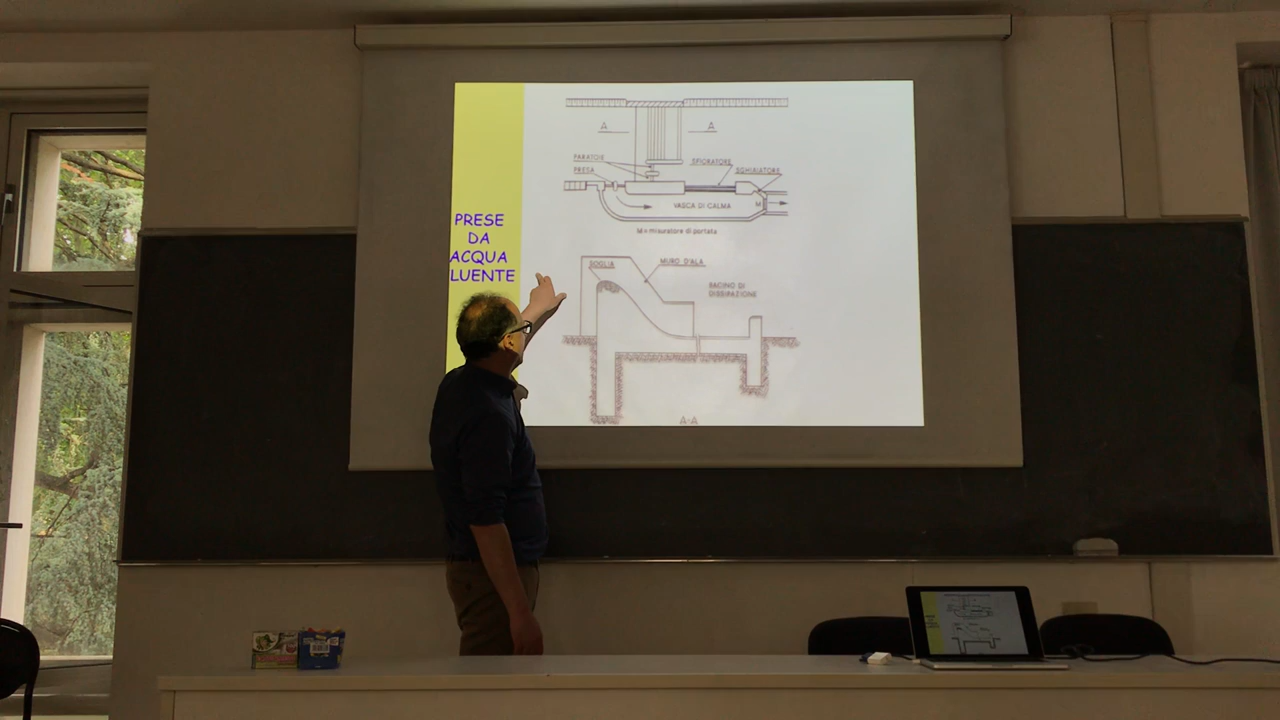 PRESE
DA
ACQUA
LUENTE
A A
PARATOIE
SFIORATORE
PRESA
SGHIAIATORE
VASCA DI CALMA
M
M = misuratore di portata
SOGLIA
MURO D'ALA
BACINO DI
DISSIPAZIONE
A-A